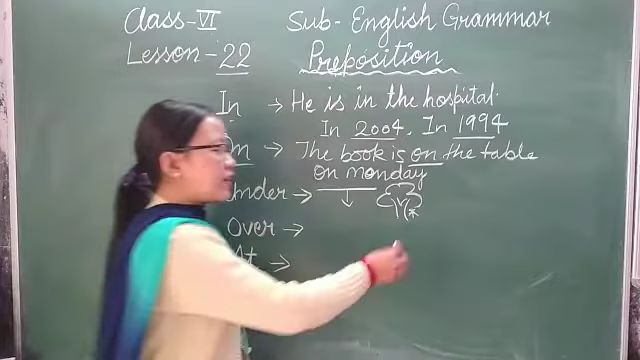 Class-VI Sub-English Grammar
Lesson-22 Preposition
In → He is in the hospital.
In 2004, In 1994
→ The book is on the table
on monday
↓
Under →
Over →
At →